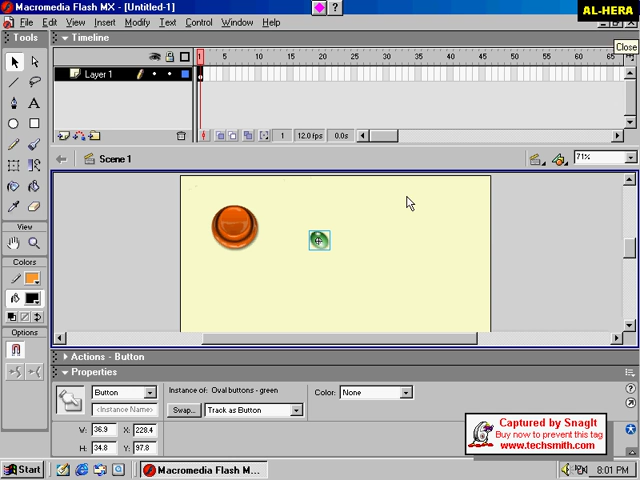 Macromedia Flash MX - [Untitled-1]
AL-HERA
File Edit View Insert Modify Text Control Window Help
Close
Tools
Timeline
1 5 10 15 20 25 30 35 40 45 50 55 60 65
Layer 1
1 12.0 fps 0.0s
Scene 1
71%
View
Colors
Options
Actions - Button
Properties
Button
Instance of: Oval buttons - green
Color: None
<Instance Name>
Swap...
Track as Button
W: 36.9 X: 228.4
H: 34.8 Y: 97.8
Captured by SnagIt
Buy now to prevent this tag
www.techsmith.com
Start
Macromedia Flash M...
8:01 PM